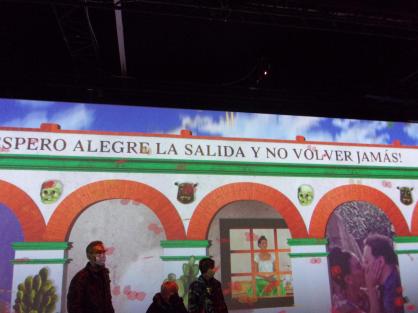 SPERO ALEGRE LA SALIDA Y NO VOLVER JAMÁS!